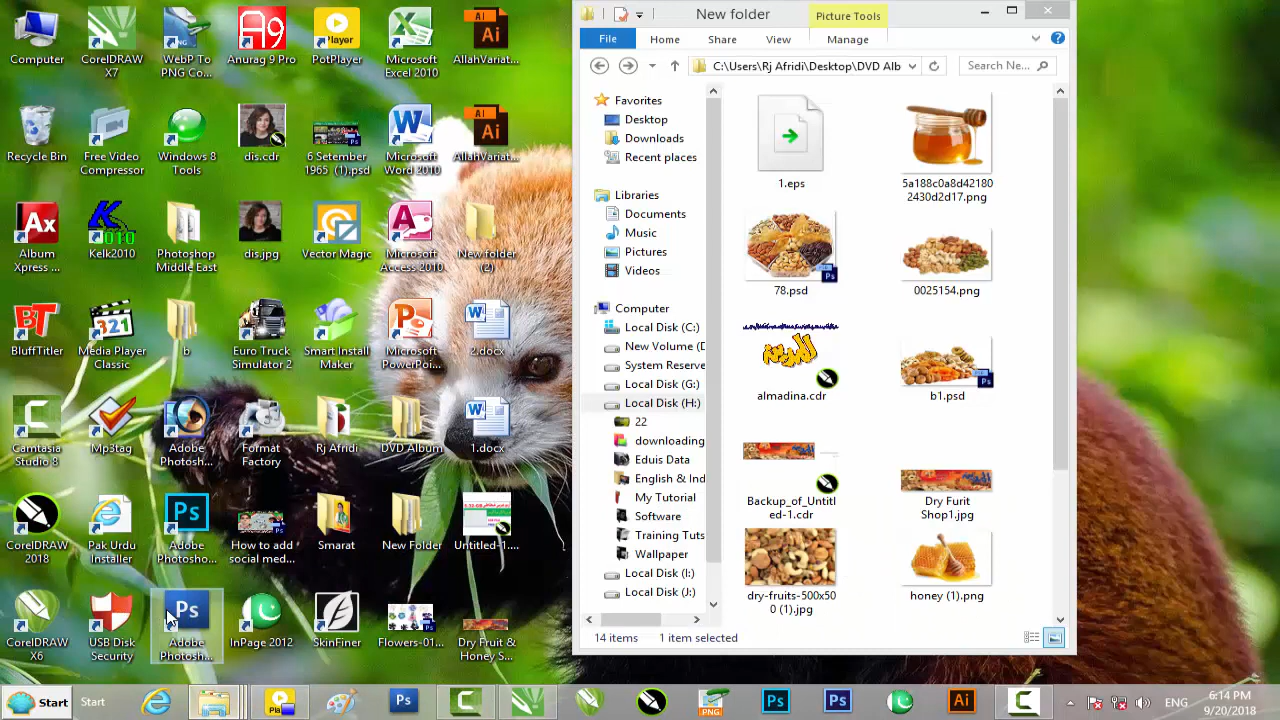 Computer
CorelDRAW
X7
WebP To
PNG Co...
Anurag 9 Pro
PotPlayer
Microsoft
Excel 2010
AllahVariat...
Recycle Bin
Free Video
Compressor
Windows 8
Tools
dis.cdr
6 Setember
1965 (1).psd
Microsoft
Word 2010
AllahVariat...
Album
Xpress ...
Kelk2010
Photoshop
Middle East
dis.jpg
Vector Magic
Microsoft
Access 2010
New folder
(2)
BluffTitler
Media Player
Classic
b
Euro Truck
Simulator 2
Smart Install
Maker
Microsoft
PowerPoi...
2.docx
Camtasia
Studio 8
Mp3tag
Adobe
Photosh...
Format
Factory
Rj Afridi
DVD Album
1.docx
CorelDRAW
2018
Pak Urdu
Installer
Adobe
Photosho...
How to add
social med...
Smarat
New Folder
Untitled-1....
CorelDRAW
X6
USB Disk
Security
Adobe
Photosh...
InPage 2012
SkinFiner
Flowers-01...
Dry Fruit &
Honey S...
New folder
Picture Tools
File
Home
Share
View
Manage
C:\Users\Rj Afridi\Desktop\DVD Alb
Search Ne...
Favorites
Desktop
Downloads
Recent places
Libraries
Documents
Music
Pictures
Videos
Computer
Local Disk (C:)
New Volume (D
System Reserve
Local Disk (G:)
Local Disk (H:)
22
downloading
Eduis Data
English & Ind
My Tutorial
Software
Training Tuts
Wallpaper
Local Disk (I:)
Local Disk (J:)
1.eps
5a188c0a8d42180
2430d2d17.png
78.psd
0025154.png
almadina.cdr
b1.psd
Backup_of_Untitl
ed-1.cdr
Dry Furit
Shop1.jpg
dry-fruits-500x50
0 (1).jpg
honey (1).png
14 items
1 item selected
Start
Start
ENG
6:14 PM
9/20/2018